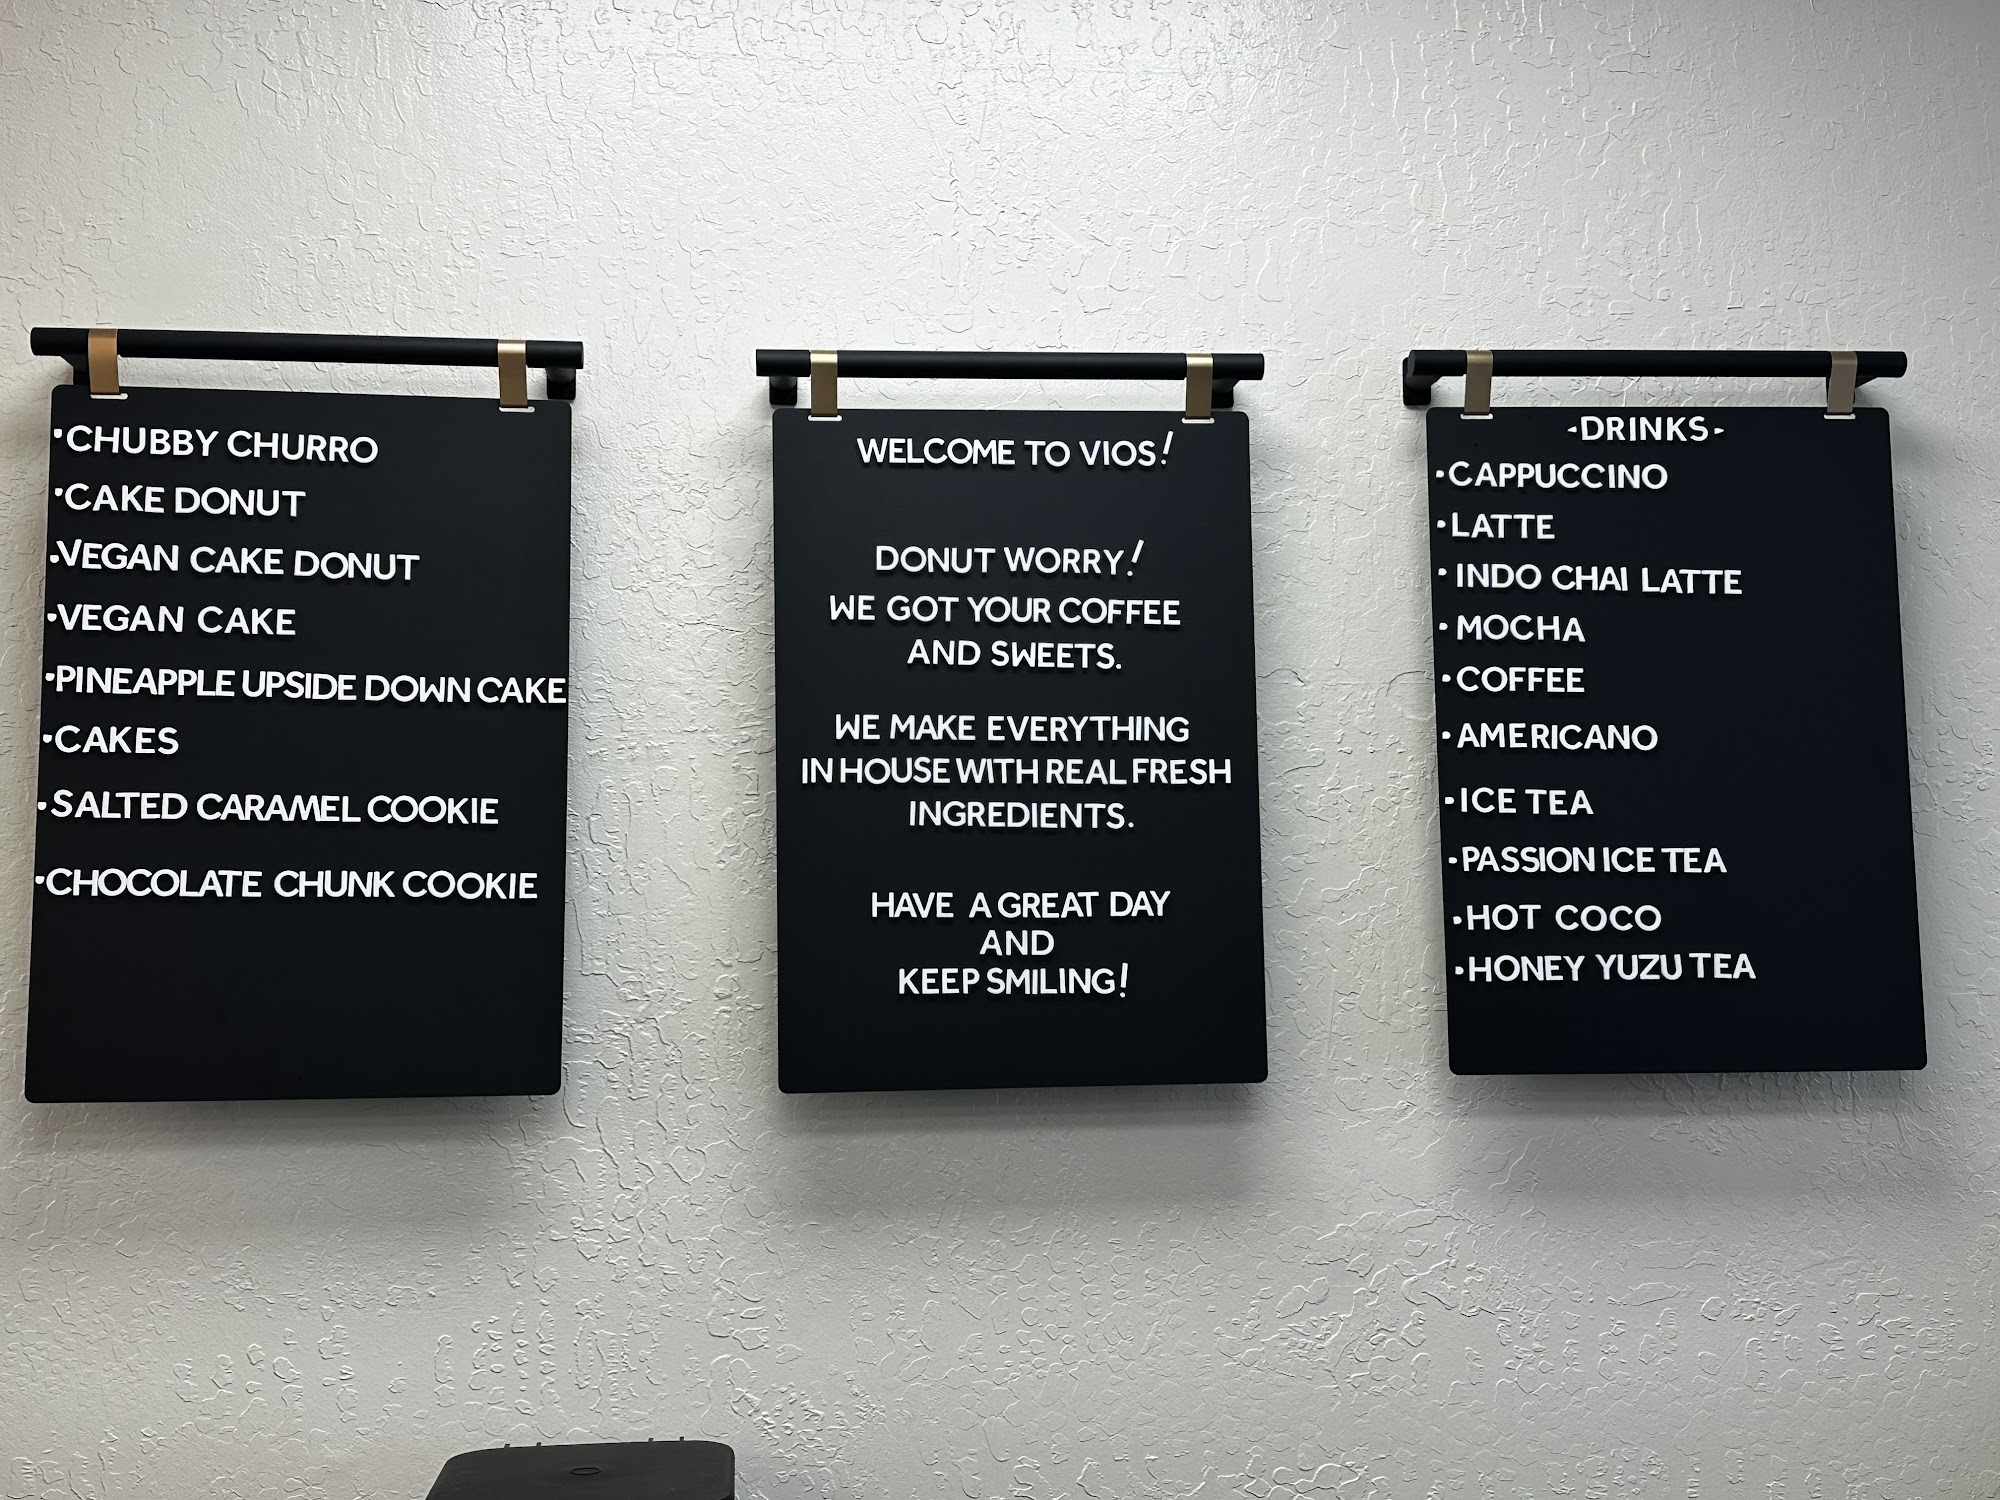 ·CHUBBY CHURRO
·CAKE DONUT
·VEGAN CAKE DONUT
·VEGAN CAKE
·PINEAPPLE UPSIDE DOWN CAKE
·CAKES
·SALTED CARAMEL COOKIE
·CHOCOLATE CHUNK COOKIE
WELCOME TO VIOS!
DONUT WORRY!
WE GOT YOUR COFFEE
AND SWEETS.
WE MAKE EVERYTHING
IN HOUSE WITH REAL FRESH
INGREDIENTS.
HAVE A GREAT DAY
AND
KEEP SMILING!
-DRINKS-
·CAPPUCCINO
·LATTE
·INDO CHAI LATTE
·MOCHA
·COFFEE
·AMERICANO
·ICE TEA
·PASSION ICE TEA
·HOT COCO
·HONEY YUZU TEA